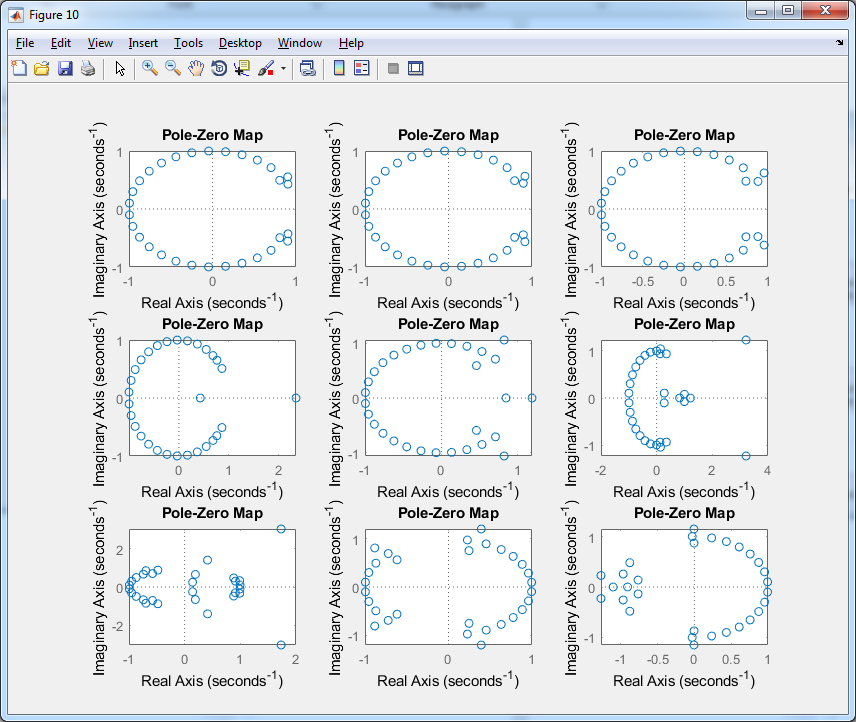 Figure 10
File Edit View Insert Tools Desktop Window Help
Pole-Zero Map Pole-Zero Map Pole-Zero Map
Imaginary Axis (seconds-1) Imaginary Axis (seconds-1) Imaginary Axis (seconds-1)
1 1 1
0 0 0
-1 -1 -1
-1 0 1 -1 0 1 -1 -0.5 0 0.5 1
Real Axis (seconds-1) Real Axis (seconds-1) Real Axis (seconds-1)
Pole-Zero Map Pole-Zero Map Pole-Zero Map
Imaginary Axis (seconds-1) Imaginary Axis (seconds-1) Imaginary Axis (seconds-1)
1 1 1
0 0 0
-1 -1 -1
0 1 2 -1 0 1 -2 0 2 4
Real Axis (seconds-1) Real Axis (seconds-1) Real Axis (seconds-1)
Pole-Zero Map Pole-Zero Map Pole-Zero Map
Imaginary Axis (seconds-1) Imaginary Axis (seconds-1) Imaginary Axis (seconds-1)
2 1 1
0 0 0
-2 -1 -1
-1 0 1 2 -1 0 1 -1 -0.5 0 0.5 1
Real Axis (seconds-1) Real Axis (seconds-1) Real Axis (seconds-1)